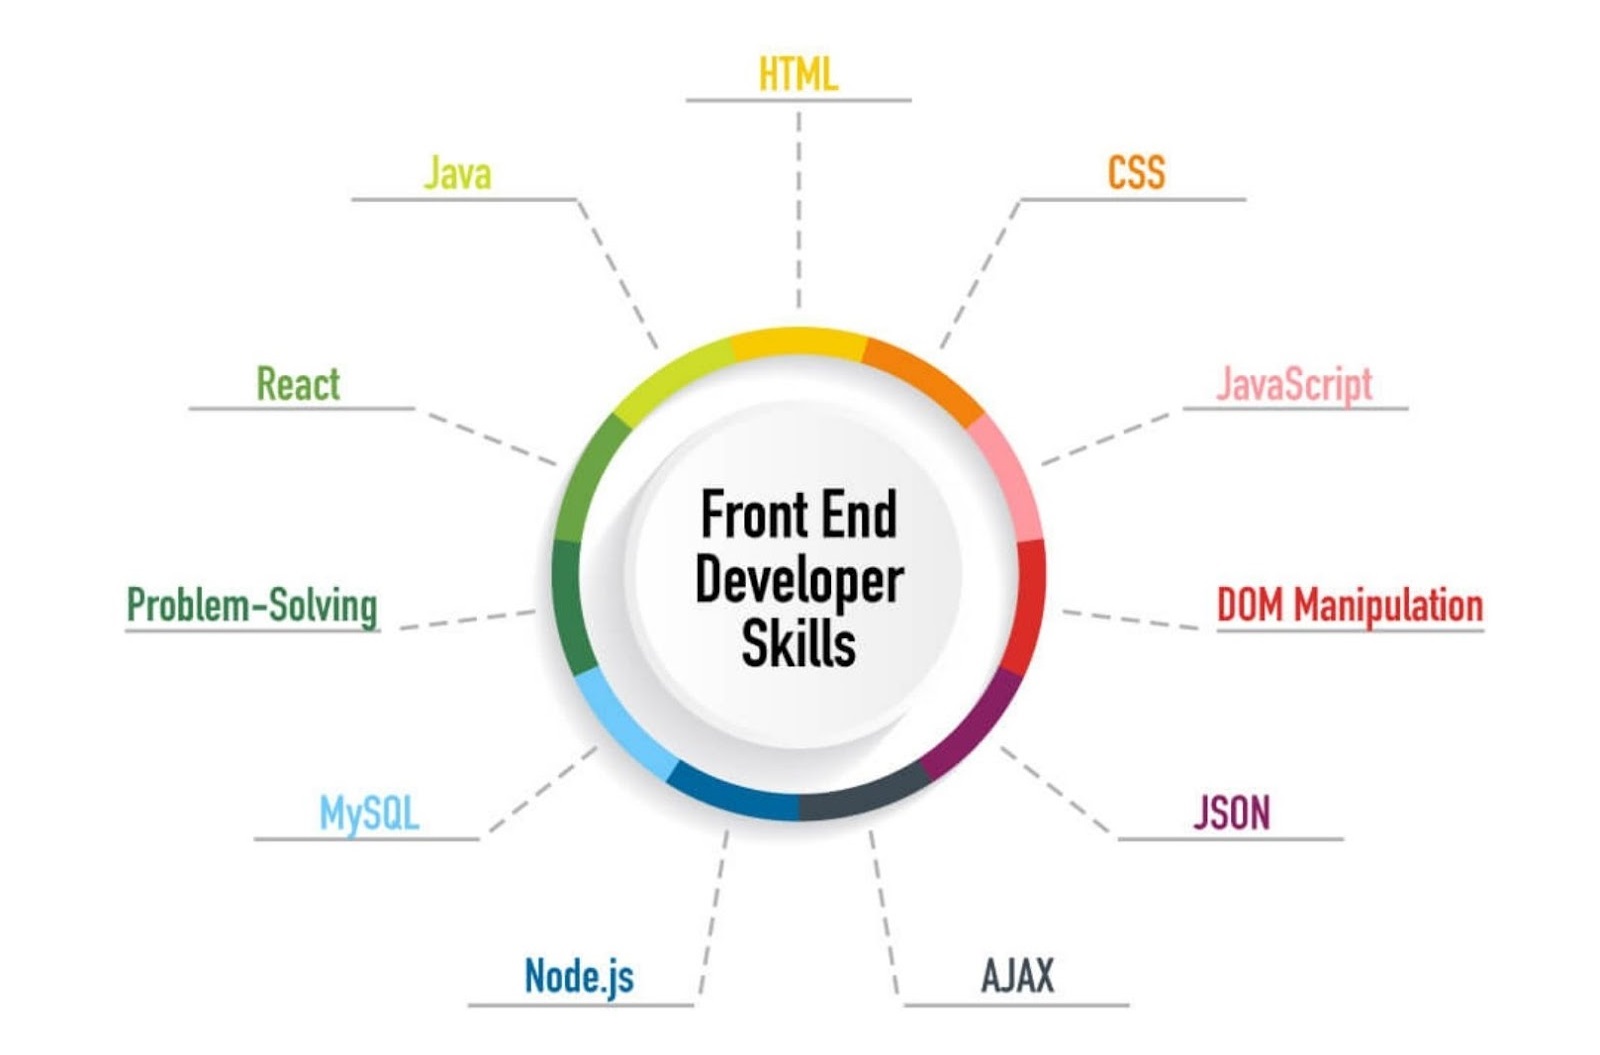 HTML
Java
CSS
React
JavaScript
Front End
Developer
Skills
Problem-Solving
DOM Manipulation
MySQL
JSON
Node.js
AJAX